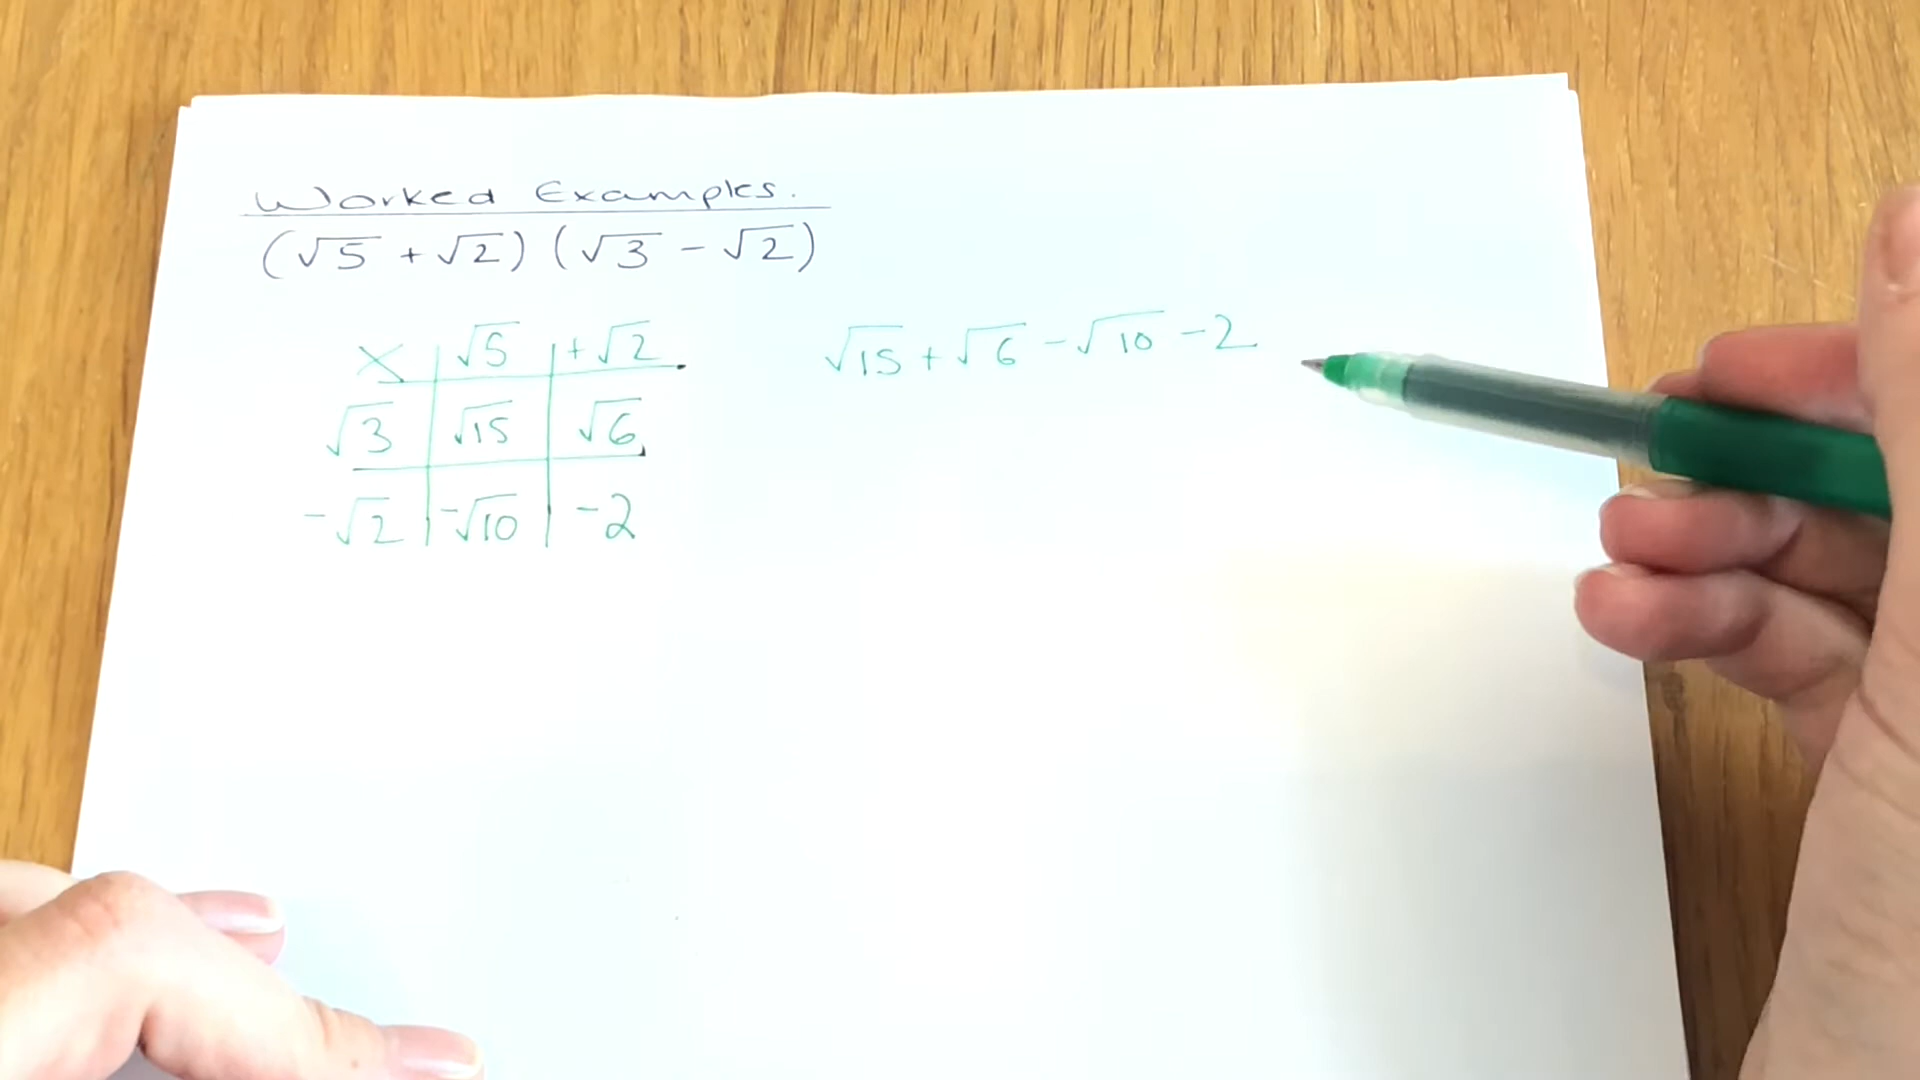 Worked Examples.
(√5 + √2) (√3 - √2)
× √5 +√2
√3 √15 √6
-√2 -√10 -2
√15 + √6 - √10 - 2